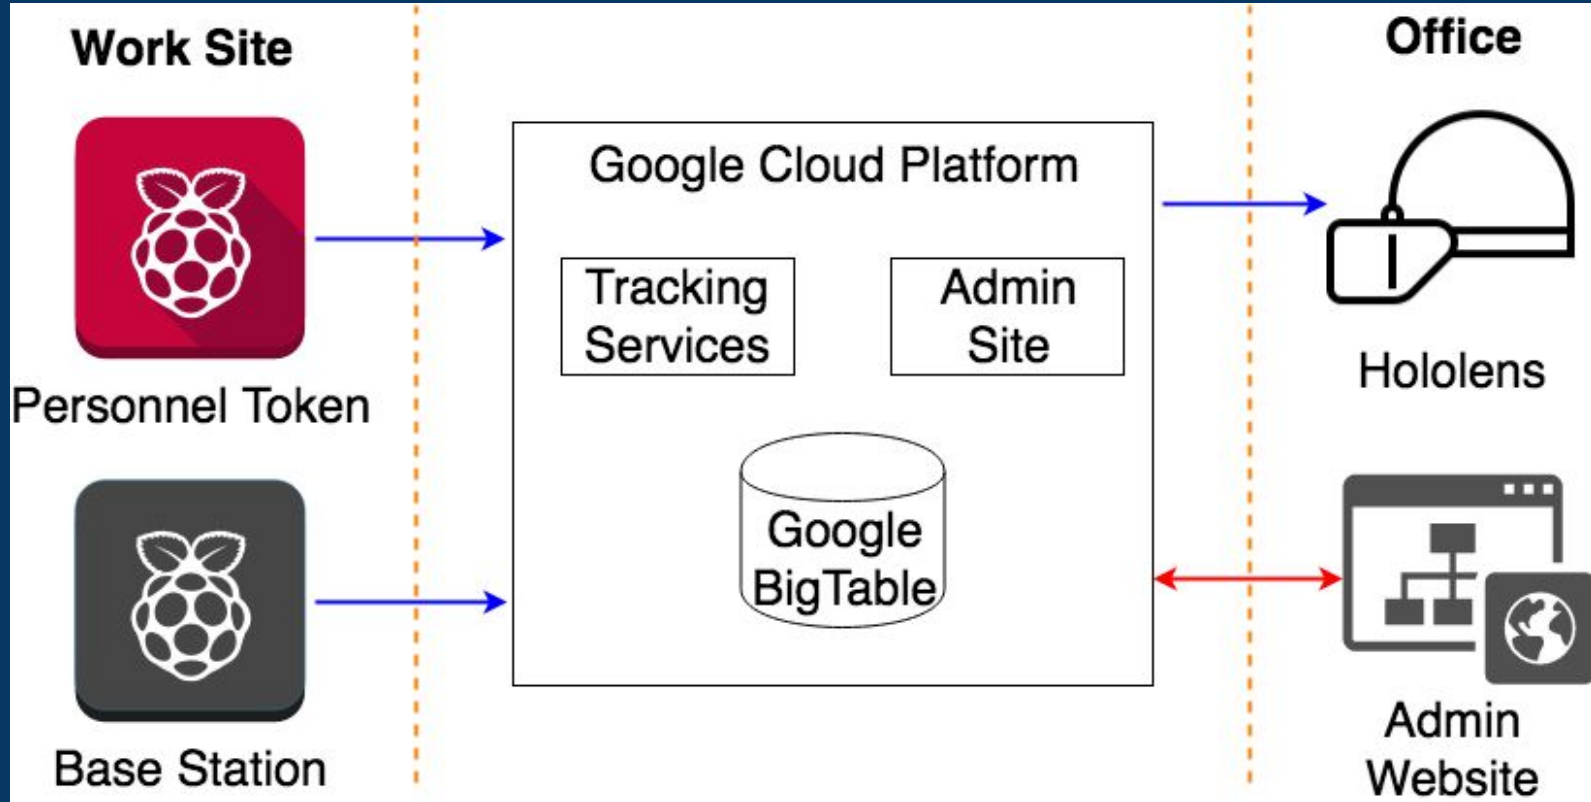 Work Site
Personnel Token
Base Station
Google Cloud Platform
Tracking
Services
Admin
Site
Google
BigTable
Office
Hololens
Admin
Website